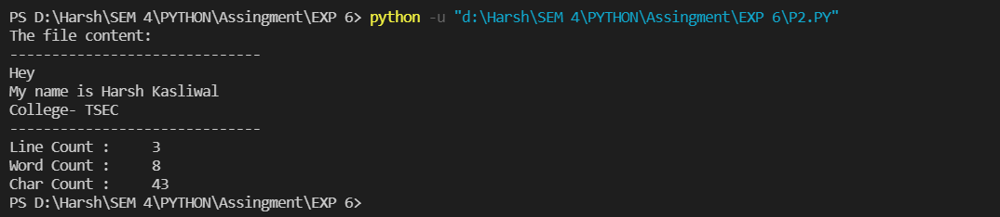 PS D:\Harsh\SEM 4\PYTHON\Assingment\EXP 6> python -u "d:\Harsh\SEM 4\PYTHON\Assingment\EXP 6\P2.PY"
The file content:
------------------------------
Hey
My name is Harsh Kasliwal
College- TSEC
------------------------------
Line Count :     3
Word Count :     8
Char Count :     43
PS D:\Harsh\SEM 4\PYTHON\Assingment\EXP 6>